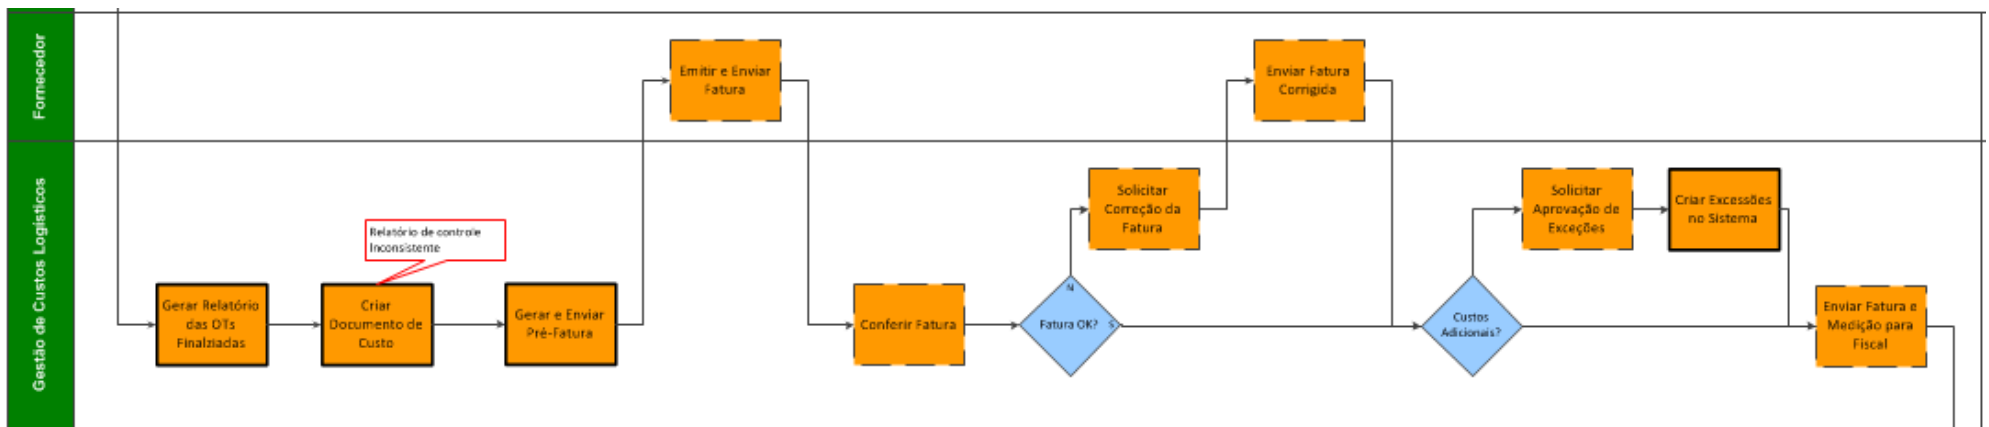 Fornecedor
Emitir e Enviar
Fatura
Enviar Fatura
Corrigida
Gestão de Custos Logísticos
Gerar Relatório
das OTs
Finalziadas
Relatório de controle
Inconsistente
Criar
Documento de
Custo
Gerar e Enviar
Pré-Fatura
Conferir Fatura
Fatura OK?
N
S
Solicitar
Correção da
Fatura
Custos
Adicionais?
Solicitar
Aprovação de
Exceções
Criar Excessões
no Sistema
Enviar Fatura e
Medição para
Fiscal